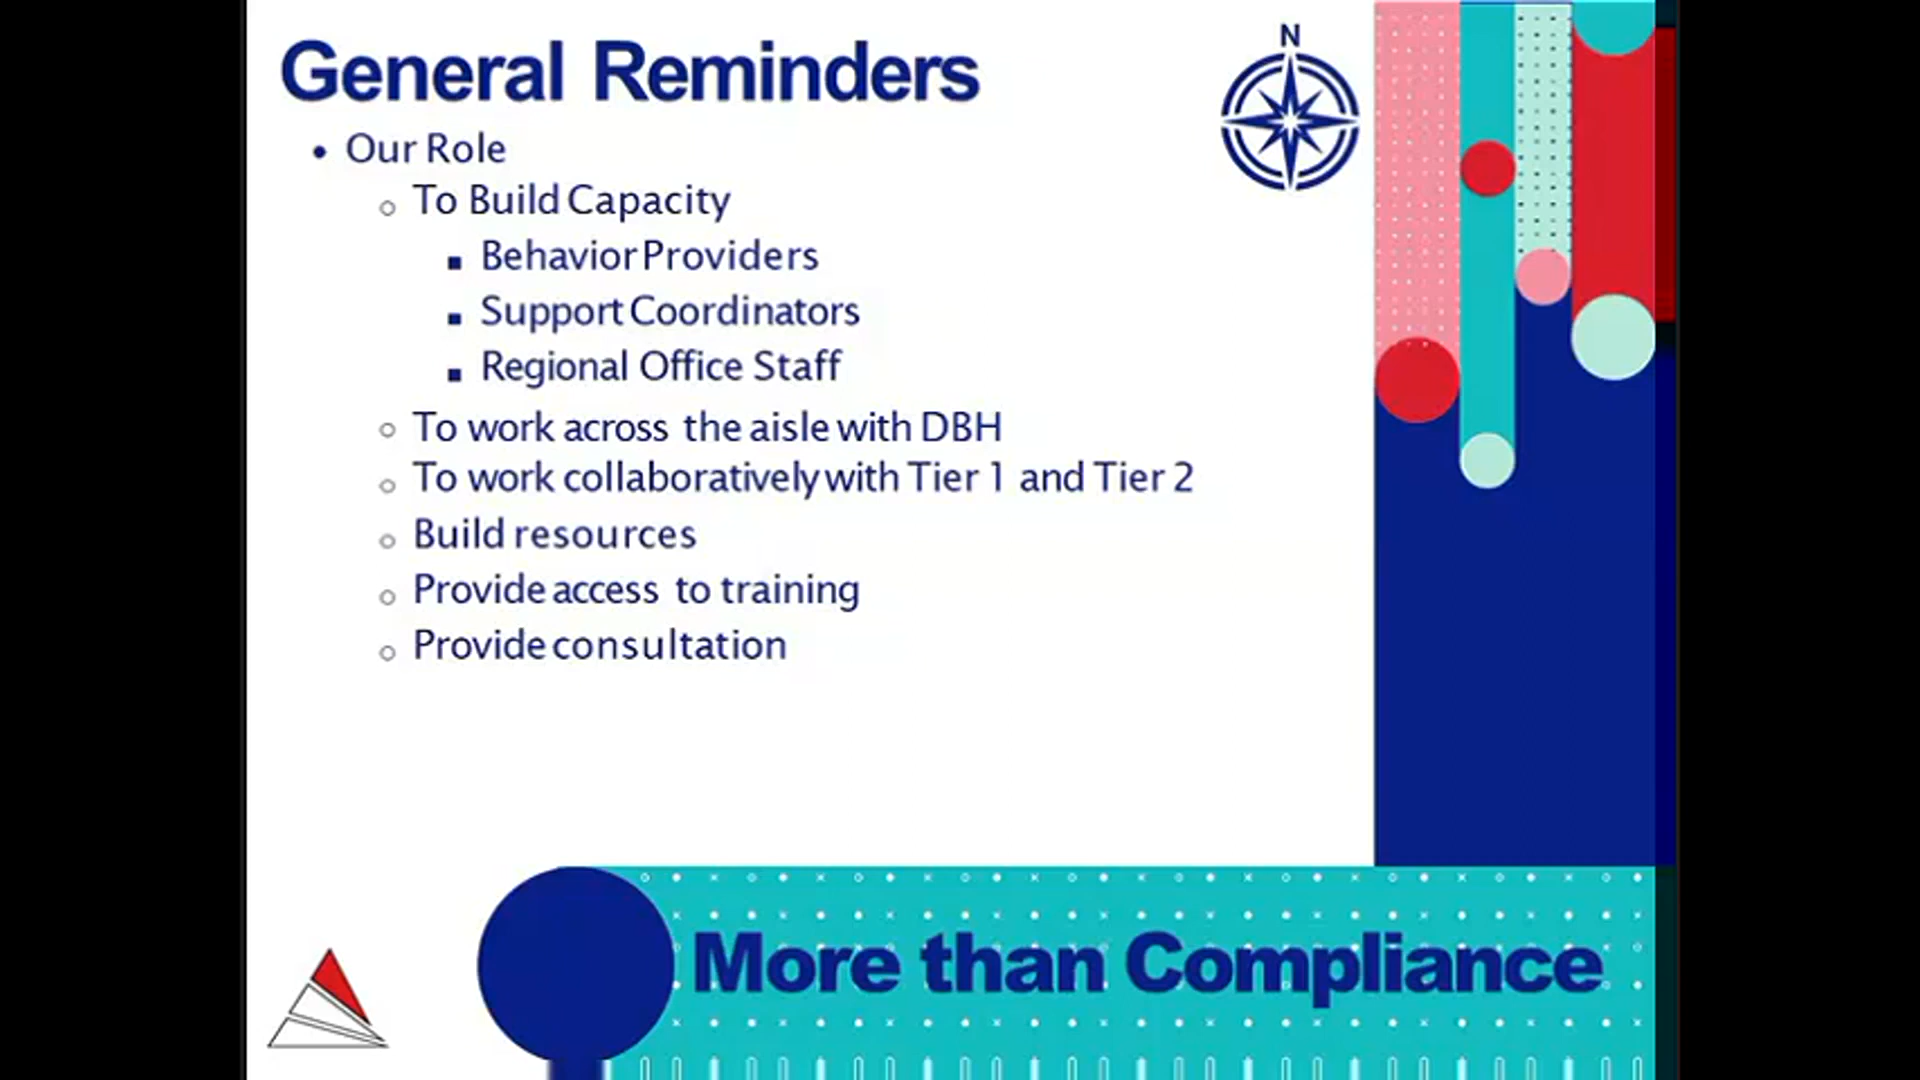 General Reminders
N
• Our Role
○ To Build Capacity
■ Behavior Providers
■ Support Coordinators
■ Regional Office Staff
○ To work across the aisle with DBH
○ To work collaboratively with Tier 1 and Tier 2
○ Build resources
○ Provide access to training
○ Provide consultation
More than Compliance